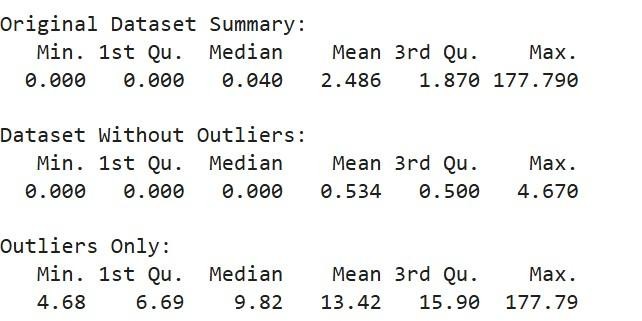 Original Dataset Summary:
Min. 1st Qu. Median Mean 3rd Qu. Max.
0.000 0.000 0.040 2.486 1.870 177.790
Dataset Without Outliers:
Min. 1st Qu. Median Mean 3rd Qu. Max.
0.000 0.000 0.000 0.534 0.500 4.670
Outliers Only:
Min. 1st Qu. Median Mean 3rd Qu. Max.
4.68 6.69 9.82 13.42 15.90 177.79